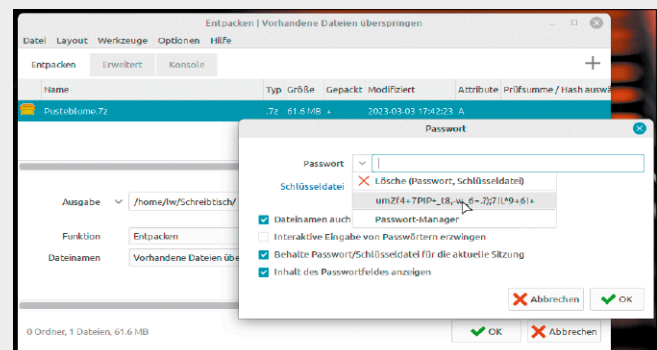 Entpacken | Vorhandene Dateien überspringen
Datei Layout Werkzeuge Optionen Hilfe
Entpacken Erweitert Konsole
Name Typ Größe Gepackt Modifiziert Attribute Prüfsumme / Hash auswä
Pusteblume.7z .7z 61.6 MB + 2023-03-03 17:42:23 A
Passwort
Passwort
Schlüsseldatei
Lösche (Passwort, Schlüsseldatei)
Passwort-Manager
Dateinamen auch
Interaktive Eingabe von Passwörtern erzwingen
Behalte Passwort/Schlüsseldatei für die aktuelle Sitzung
Inhalt des Passwortfeldes anzeigen
Abbrechen OK
Ausgabe /home/lw/Schreibtisch/
Funktion Entpacken
Dateinamen Vorhandene Dateien übe
0 Ordner, 1 Dateien, 61.6 MB
OK Abbrechen